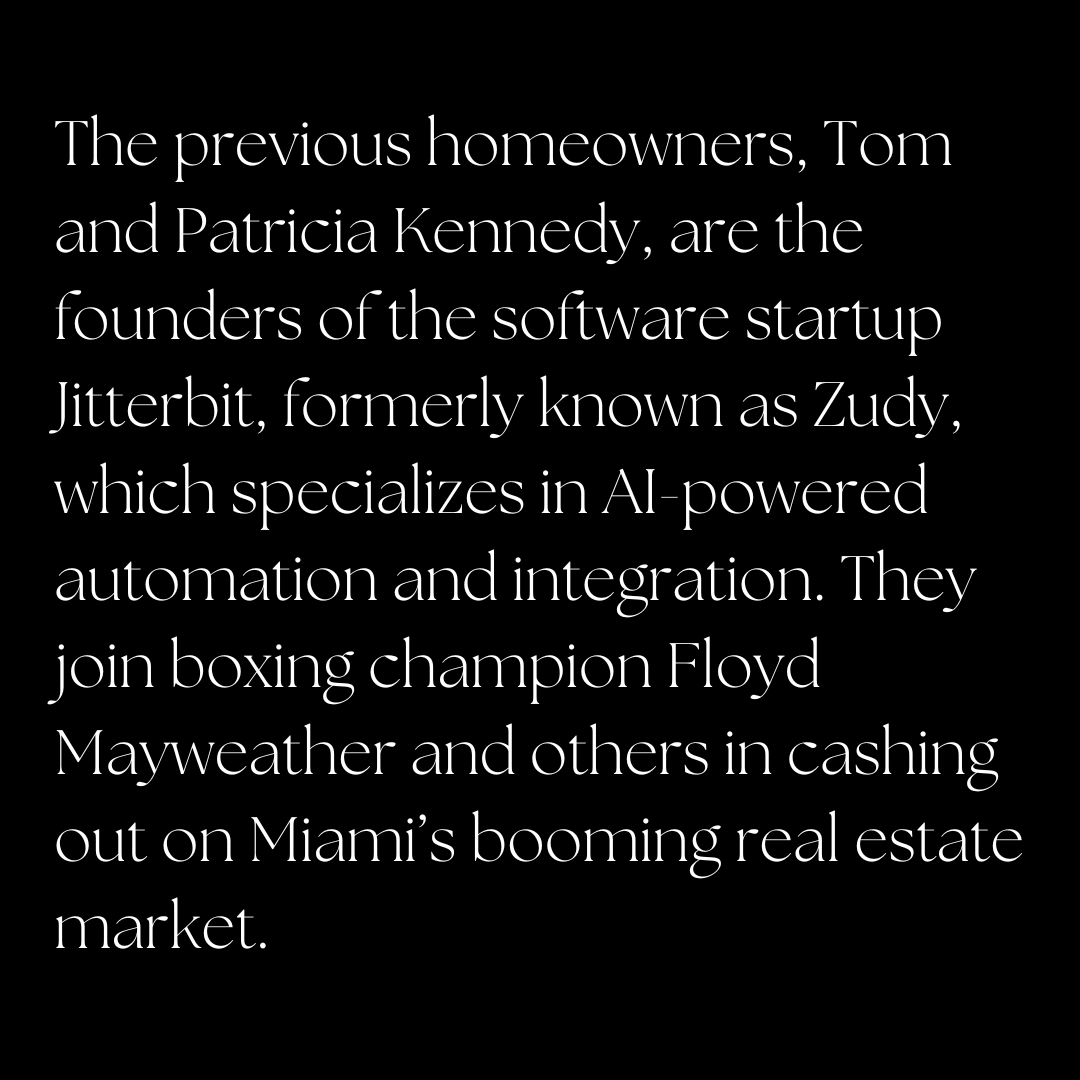 The previous homeowners, Tom
and Patricia Kennedy, are the
founders of the software startup
Jitterbit, formerly known as Zudy,
which specializes in AI-powered
automation and integration. They
join boxing champion Floyd
Mayweather and others in cashing
out on Miami’s booming real estate
market.